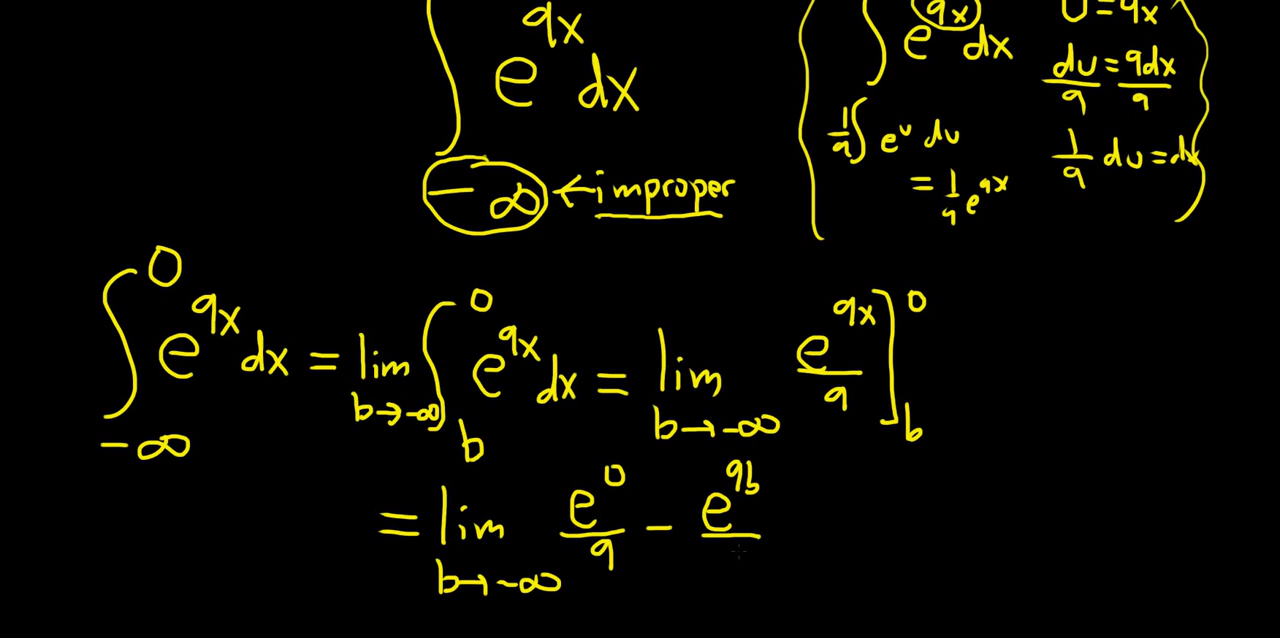 ∫ e^{9x} dx
-∞ ← improper
∫ e^{9x} dx
u = 9x
du/9 = 9dx/9
1/9 ∫ e^u du
1/9 du = dx
= 1/9 e^{9x}
∫_{-∞}^{0} e^{9x} dx = lim_{b→-∞} ∫_{b}^{0} e^{9x} dx = lim_{b→-∞} e^{9x}/9 ]_{b}^{0}
= lim_{b→-∞} e^0/9 - e^{9b}